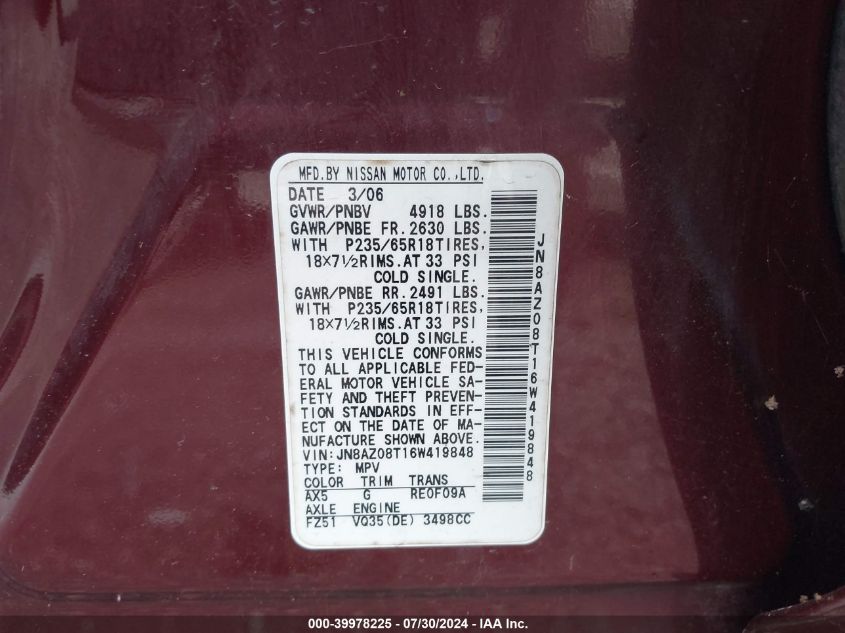 MFD.BY NISSAN MOTOR CO.,LTD.
DATE 3/06
GVWR/PNBV 4918 LBS.
GAWR/PNBE FR.2630 LBS.
WITH P235/65R18TIRES,
18×7½RIMS.AT 33 PSI
COLD SINGLE.
GAWR/PNBE RR.2491 LBS.
WITH P235/65R18TIRES,
18×7½RIMS.AT 33 PSI
COLD SINGLE.
THIS VEHICLE CONFORMS
TO ALL APPLICABLE FED-
ERAL MOTOR VEHICLE SA-
FETY AND THEFT PREVEN-
TION STANDARDS IN EFF-
ECT ON THE DATE OF MA-
NUFACTURE SHOWN ABOVE.
VIN:JN8AZ08T16W419848
TYPE: MPV
COLOR TRIM TRANS
AX5 G RE0F09A
AXLE ENGINE
FZ51 VQ35(DE) 3498CC
JN8AZ08T16W419848
000-39978225 - 07/30/2024 - IAA Inc.